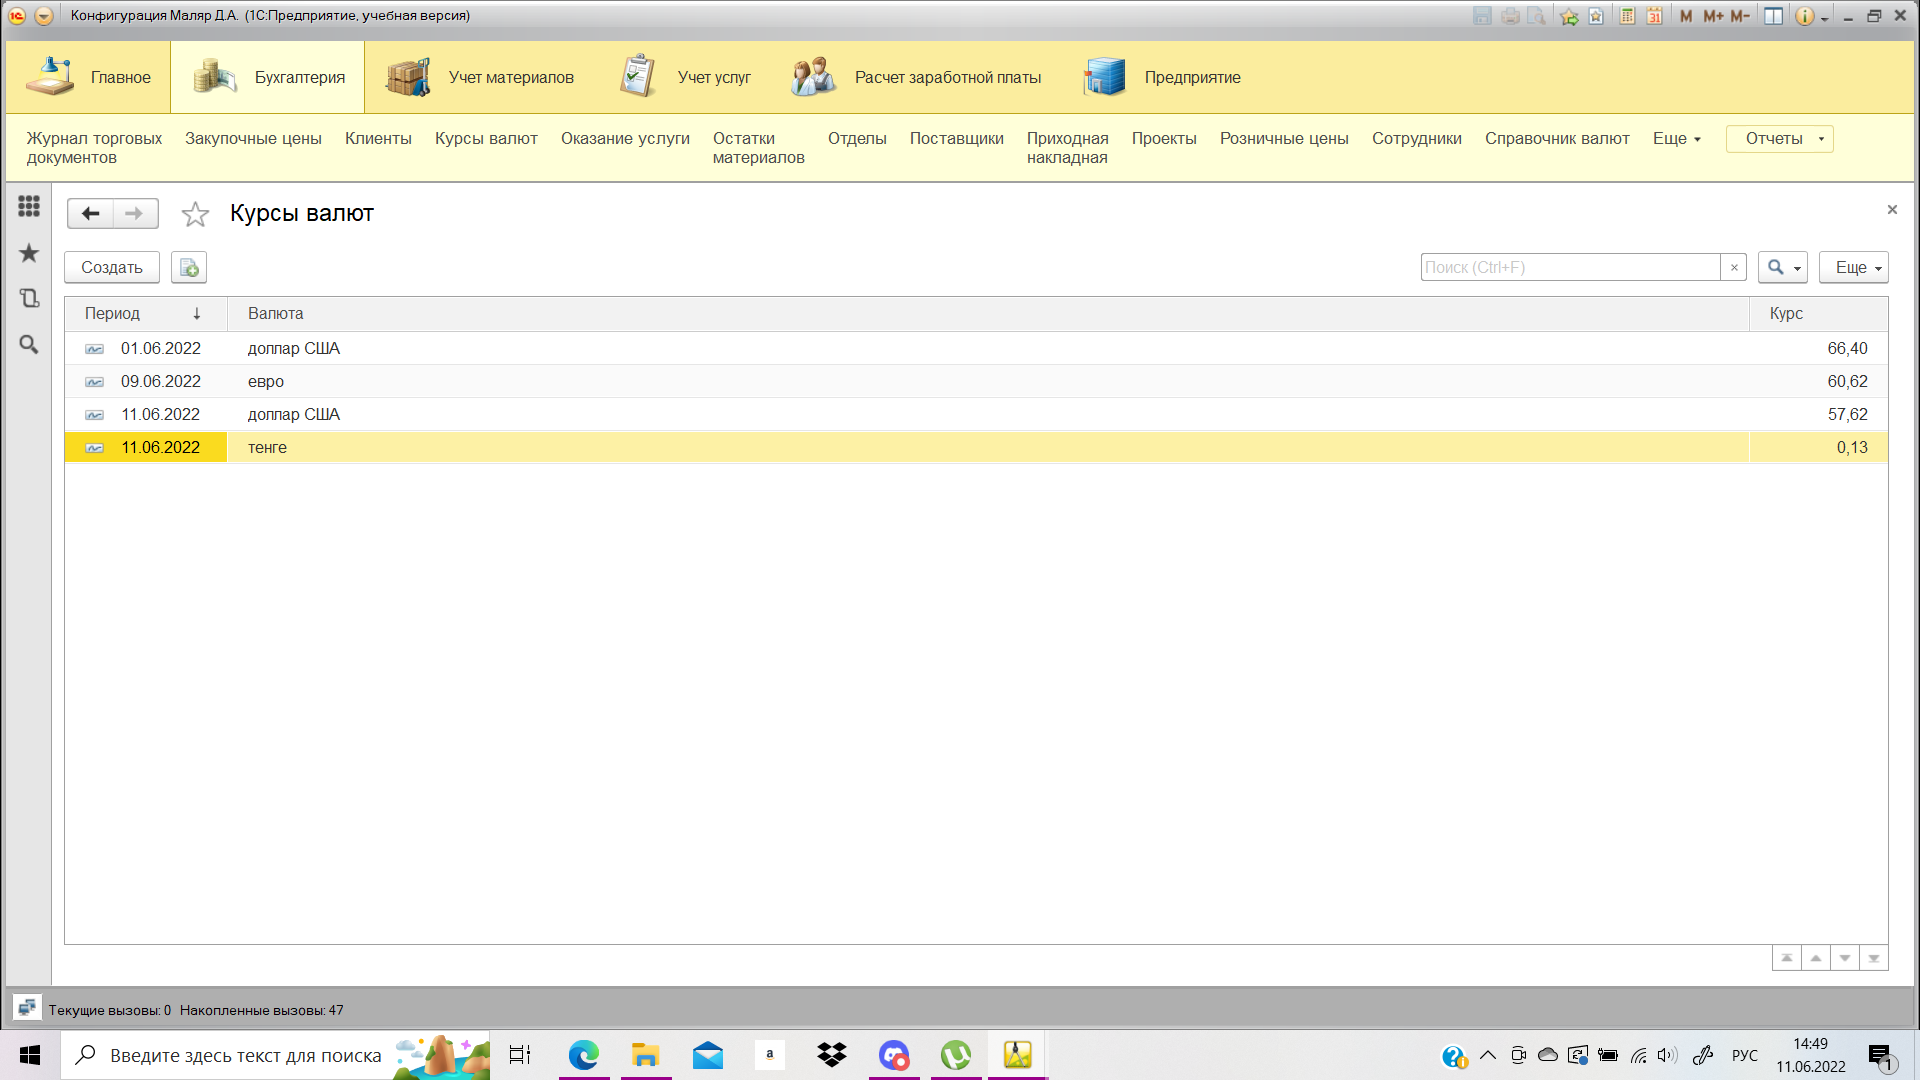 Конфигурация Маляр Д.А. (1С:Предприятие, учебная версия)
M M+ M-
Главное
Бухгалтерия
Учет материалов
Учет услуг
Расчет заработной платы
Предприятие
Журнал торговых документов
Закупочные цены
Клиенты
Курсы валют
Оказание услуги
Остатки материалов
Отделы
Поставщики
Приходная накладная
Проекты
Розничные цены
Сотрудники
Справочник валют
Еще
Отчеты
Курсы валют
Создать
Поиск (Ctrl+F)
Еще
Период Валюта Курс
01.06.2022 доллар США 66,40
09.06.2022 евро 60,62
11.06.2022 доллар США 57,62
11.06.2022 тенге 0,13
Текущие вызовы: 0 Накопленные вызовы: 47
Введите здесь текст для поиска
a
РУС
14:49
11.06.2022
1